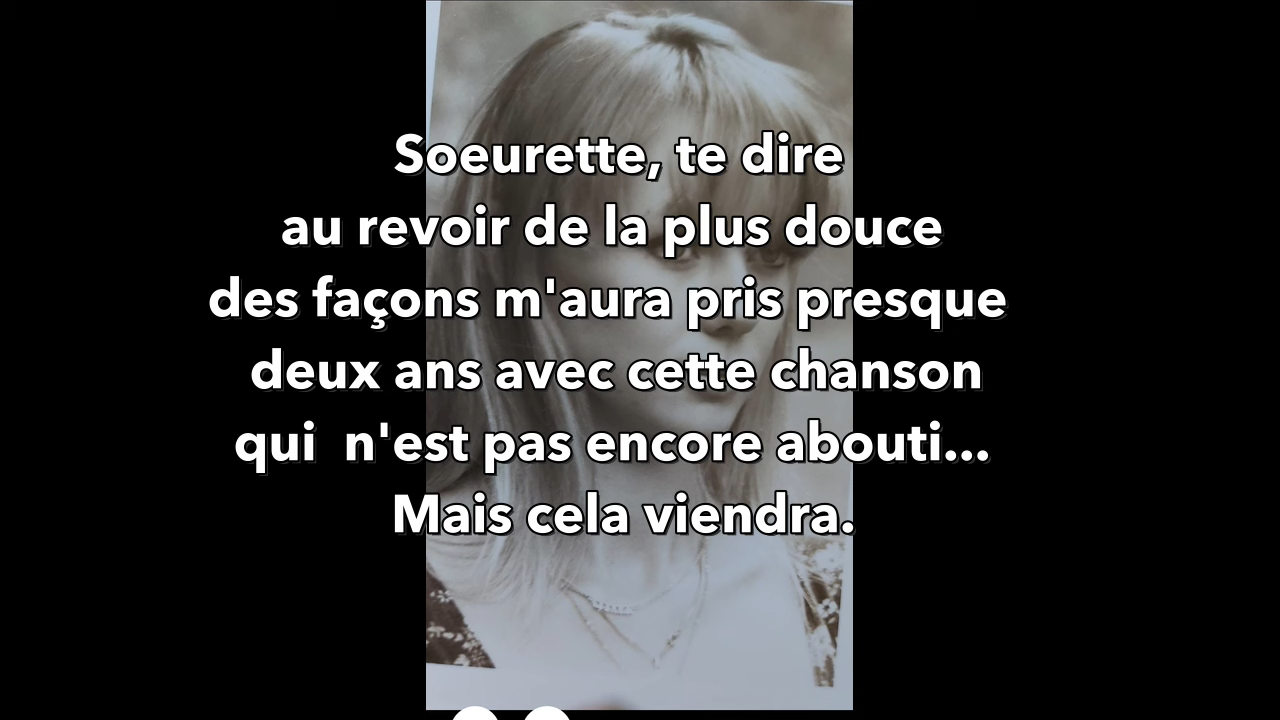 Soeurette, te dire
au revoir de la plus douce
des façons m'aura pris presque
deux ans avec cette chanson
qui n'est pas encore abouti...
Mais cela viendra.